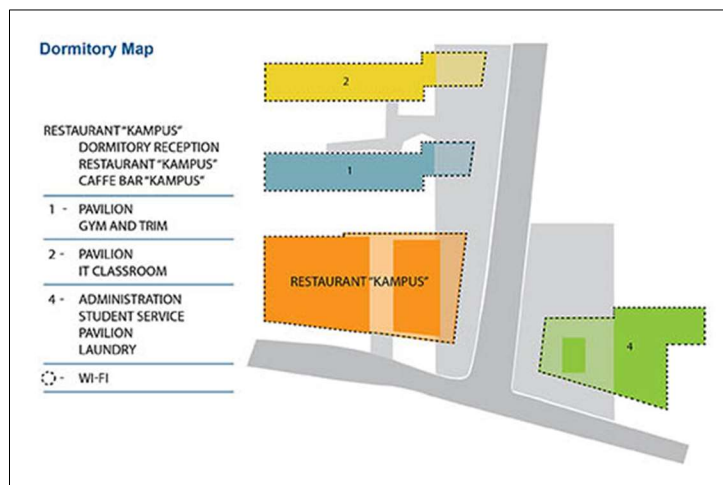 Dormitory Map
RESTAURANT "KAMPUS"
DORMITORY RECEPTION
RESTAURANT "KAMPUS"
CAFFE BAR "KAMPUS"
1 - PAVILION
GYM AND TRIM
2 - PAVILION
IT CLASSROOM
4 - ADMINISTRATION
STUDENT SERVICE
PAVILION
LAUNDRY
- WI-FI
2
1
RESTAURANT "KAMPUS"
4